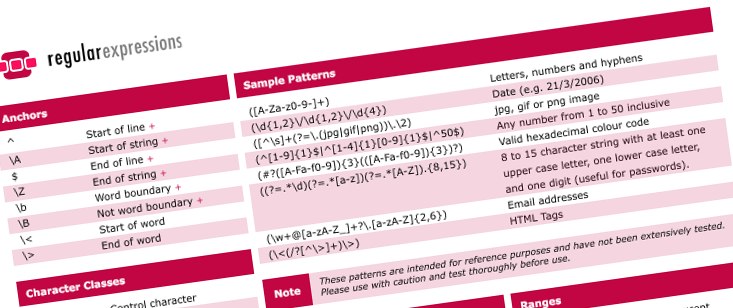 regularexpressions
Anchors
^ Start of line +
\A Start of string +
$ End of line +
\Z End of string +
\b Word boundary +
\B Not word boundary +
\< Start of word
\> End of word
Character Classes
Control character
Sample Patterns
([A-Za-z0-9-]+) Letters, numbers and hyphens
(\d{1,2}\/\d{1,2}\/\d{4}) Date (e.g. 21/3/2006)
([^\s]+(?=\.(jpg|gif|png))\.\2) jpg, gif or png image
(^[1-9]{1}$|^[1-4]{1}[0-9]{1}$|^50$) Any number from 1 to 50 inclusive
(#?([A-Fa-f0-9]){3}(([A-Fa-f0-9]){3})?) Valid hexadecimal colour code
((?=.*\d)(?=.*[a-z])(?=.*[A-Z]).{8,15}) 8 to 15 character string with at least one
upper case letter, one lower case letter,
and one digit (useful for passwords).
(\w+@[a-zA-Z_]+?\.[a-zA-Z]{2,6}) Email addresses
(\<(/?[^\>]+)\>) HTML Tags
Note
These patterns are intended for reference purposes and have not been extensively tested.
Please use with caution and test thoroughly before use.
Ranges